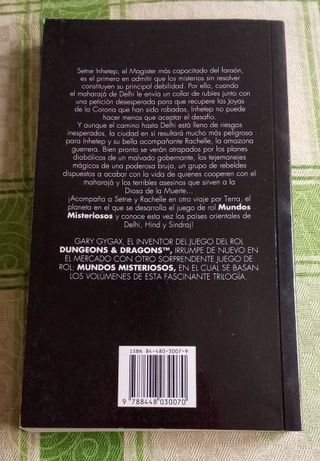 Setne Inhetep, el Magister más capacitado del faraón,
es el primero en admitir que los misterios sin resolver
constituyen su principal debilidad. Por ello, cuando
el maharajá de Delhi le envía un collar de rubíes junto con
una petición desesperada para que recupere las Joyas
de la Corona que han sido robadas, Inhetep no puede
hacer menos que aceptar el desafío.
Y aunque el camino hasta Delhi está lleno de riesgos
inesperados, la ciudad en sí resultará mucho más peligrosa
para Inhetep y su bella acompañante Rachelle, la amazona
guerrera. Bien pronto se verán atrapados por los planes
diabólicos de un malvado gobernante, los tejemanejes
mágicos de una poderosa bruja, un grupo de rebeldes
dispuestos a acabar con la vida de quienes cooperen con el
maharajá y los terribles asesinos que sirven a la
Diosa de la Muerte...
¡Acompaña a Setne y Rachelle en otro viaje por Terra, el
planeta en el que se desarrolla el juego de rol Mundos
Misteriosos y conoce esta vez los países orientales de
Delhi, Hind y Sindraj!
GARY GYGAX, EL INVENTOR DEL JUEGO DEL ROL
DUNGEONS & DRAGONS™, IRRUMPE DE NUEVO EN
EL MERCADO CON OTRO SORPRENDENTE JUEGO DE
ROL: MUNDOS MISTERIOSOS, EN EL CUAL SE BASAN
LOS VOLÚMENES DE ESTA FASCINANTE TRILOGÍA.
ISBN 84-480-3007-9
9 788448 030070